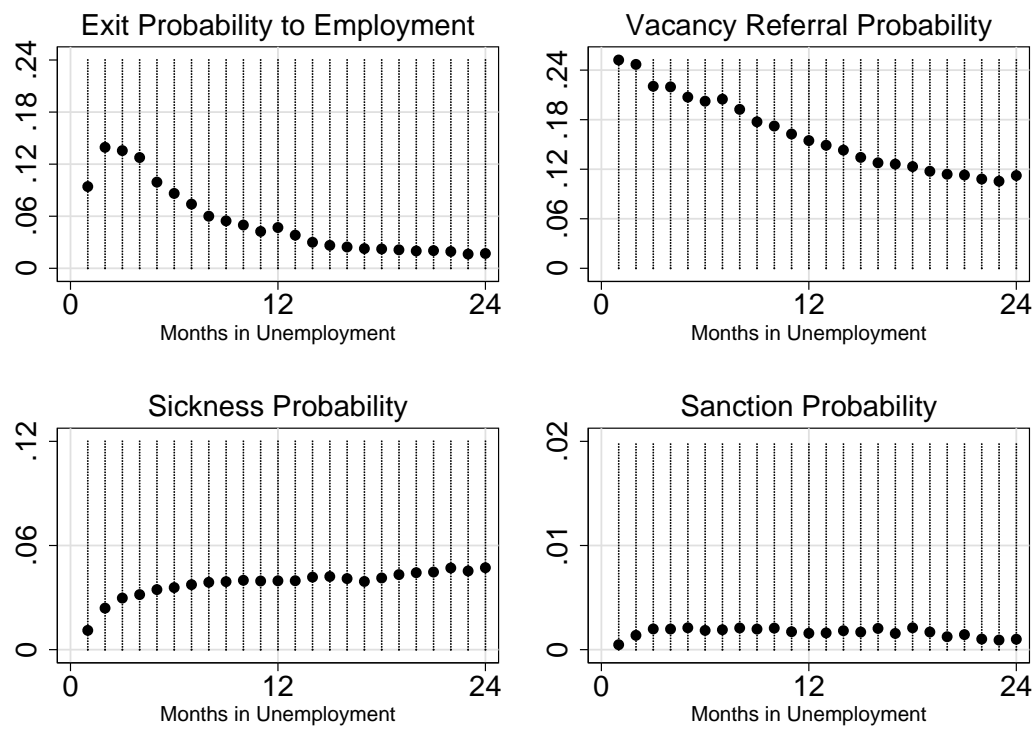 Exit Probability to Employment
.24
.18
.12
.06
0
0 12 24
Months in Unemployment
Vacancy Referral Probability
.24
.18
.12
.06
0
0 12 24
Months in Unemployment
Sickness Probability
.12
.06
0
0 12 24
Months in Unemployment
Sanction Probability
.02
.01
0
0 12 24
Months in Unemployment